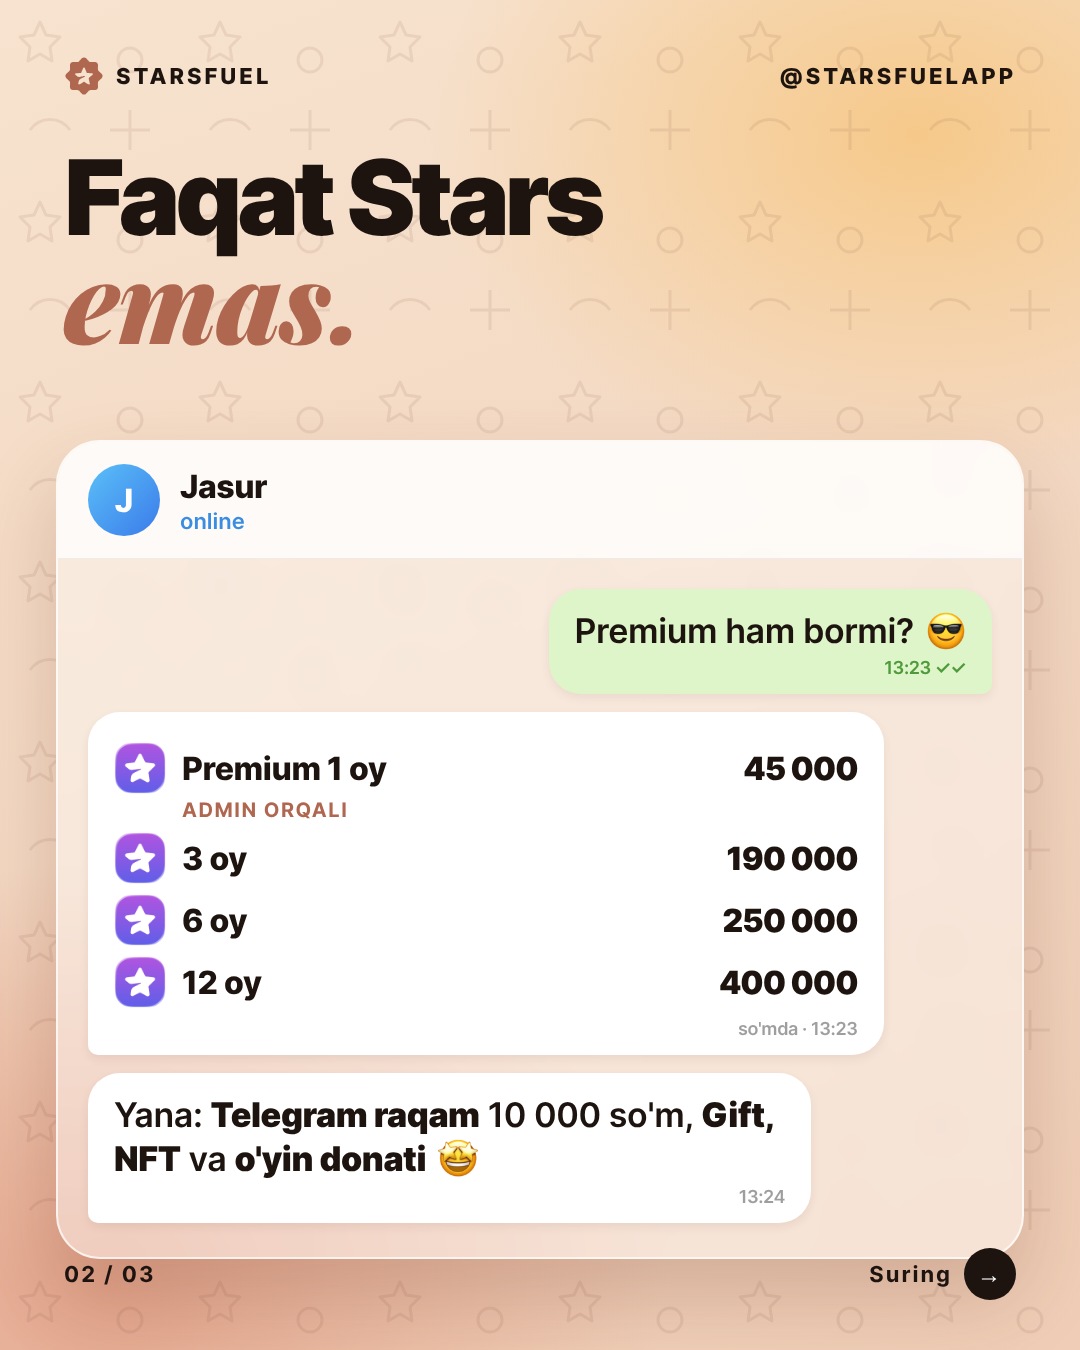 STARSFUEL
@STARSFUELAPP
Faqat Stars
emas.
J
Jasur
online
Premium ham bormi? 😎
13:23 ✓✓
Premium 1 oy 45 000
ADMIN ORQALI
3 oy 190 000
6 oy 250 000
12 oy 400 000
so'mda · 13:23
Yana: Telegram raqam 10 000 so'm, Gift,
NFT va o'yin donati 🤩
13:24
02 / 03
Suring →